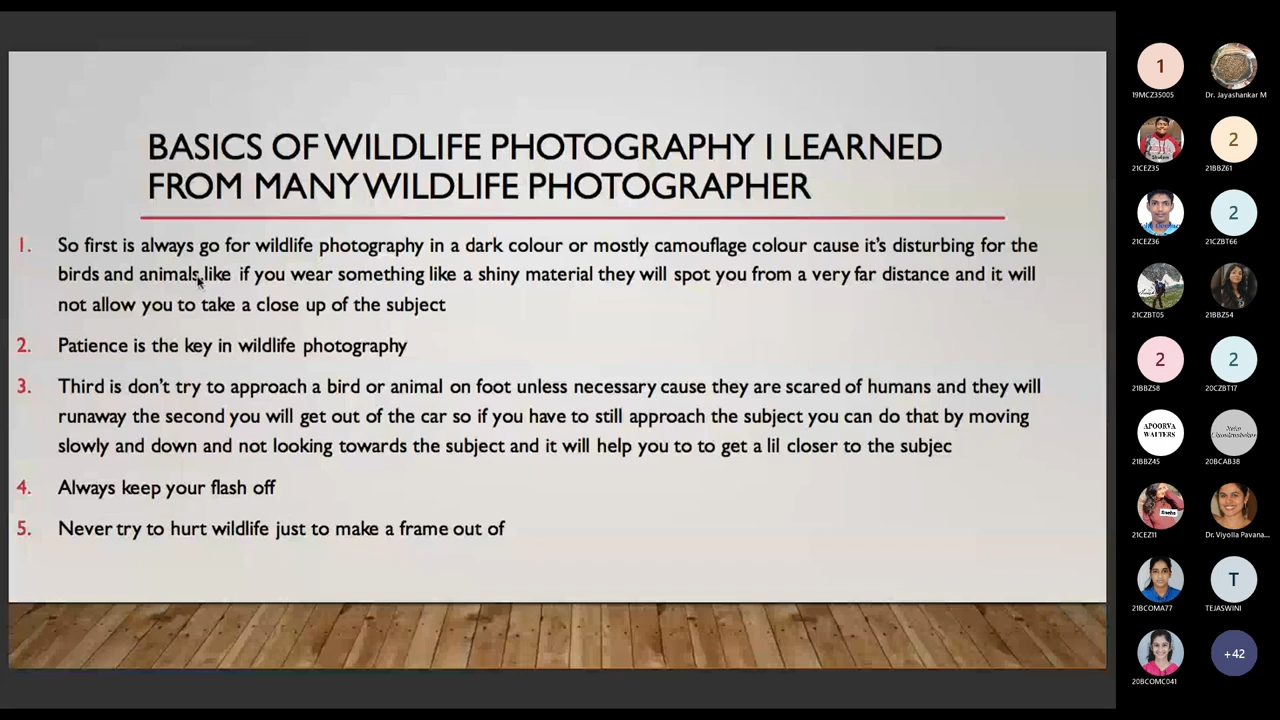 BASICS OF WILDLIFE PHOTOGRAPHY I LEARNED
FROM MANY WILDLIFE PHOTOGRAPHER
1. So first is always go for wildlife photography in a dark colour or mostly camouflage colour cause it's disturbing for the
birds and animals like if you wear something like a shiny material they will spot you from a very far distance and it will
not allow you to take a close up of the subject
2. Patience is the key in wildlife photography
3. Third is don't try to approach a bird or animal on foot unless necessary cause they are scared of humans and they will
runaway the second you will get out of the car so if you have to still approach the subject you can do that by moving
slowly and down and not looking towards the subject and it will help you to to get a lil closer to the subjec
4. Always keep your flash off
5. Never try to hurt wildlife just to make a frame out of
1
19MCZ35005
Dr. Jayashankar M
21CEZ35
2
21BBZ61
21CEZ36
2
21CZBT66
21CZBT05
21BBZ54
2
21BBZ58
2
20CZBT17
APOORVA
WALTERS
21BBZ45
20BCAB38
21CEZ11
Dr. Viyolla Pavana...
21BCOMA77
T
TEJASWINI
20BCOMC041
+42